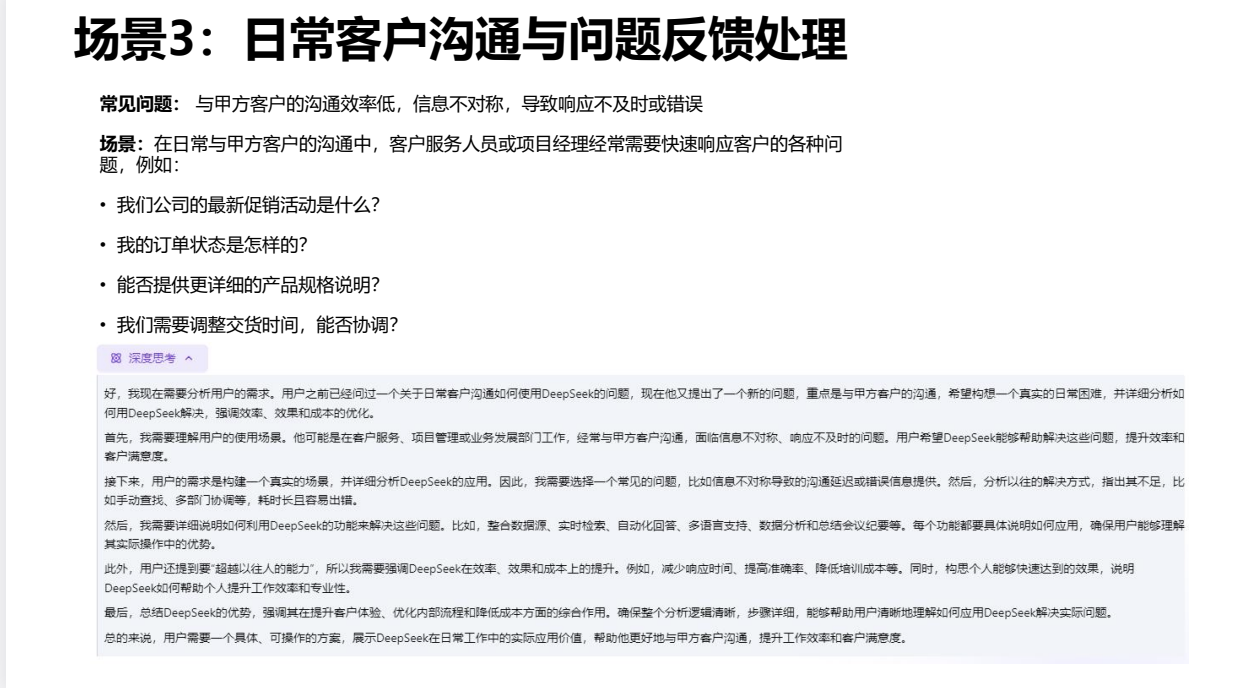 场景3：日常客户沟通与问题反馈处理
常见问题： 与甲方客户的沟通效率低，信息不对称，导致响应不及时或错误
场景：在日常与甲方客户的沟通中，客户服务人员或项目经理经常需要快速响应客户的各种问
题，例如：
• 我们公司的最新促销活动是什么？
• 我的订单状态是怎样的？
• 能否提供更详细的产品规格说明？
• 我们需要调整交货时间，能否协调？
深度思考
好，我现在需要分析用户的需求。用户之前已经问过一个关于日常客户沟通如何使用DeepSeek的问题，现在他又提出了一个新的问题，重点是与甲方客户的沟通，希望构想一个真实的日常困难，并详细分析如
何用DeepSeek解决，强调效率、效果和成本的优化。
首先，我需要理解用户的使用场景。他可能是在客户服务、项目管理或业务发展部门工作，经常与甲方客户沟通，面临信息不对称、响应不及时的问题。用户希望DeepSeek能够帮助解决这些问题，提升效率和
客户满意度。
接下来，用户的需求是构建一个真实的场景，并详细分析DeepSeek的应用。因此，我需要选择一个常见的问题，比如信息不对称导致的沟通延迟或错误信息提供。然后，分析以往的解决方式，指出其不足，比
如手动查找、多部门协调等，耗时长且容易出错。
然后，我需要详细说明如何利用DeepSeek的功能来解决这些问题。比如，整合数据源、实时检索、自动化回答、多语言支持、数据分析和总结会议纪要等。每个功能都要具体说明如何应用，确保用户能够理解
其实际操作中的优势。
此外，用户还提到要“超越以往人的能力”，所以我需要强调DeepSeek在效率、效果和成本上的提升。例如，减少响应时间、提高准确率、降低培训成本等。同时，构思个人能够快速达到的效果，说明
DeepSeek如何帮助个人提升工作效率和专业性。
最后，总结DeepSeek的优势，强调其在提升客户体验、优化内部流程和降低成本方面的综合作用。确保整个分析逻辑清晰，步骤详细，能够帮助用户清晰地理解如何应用DeepSeek解决实际问题。
总的来说，用户需要一个具体、可操作的方案，展示DeepSeek在日常工作中的实际应用价值，帮助他更好地与甲方客户沟通，提升工作效率和客户满意度。